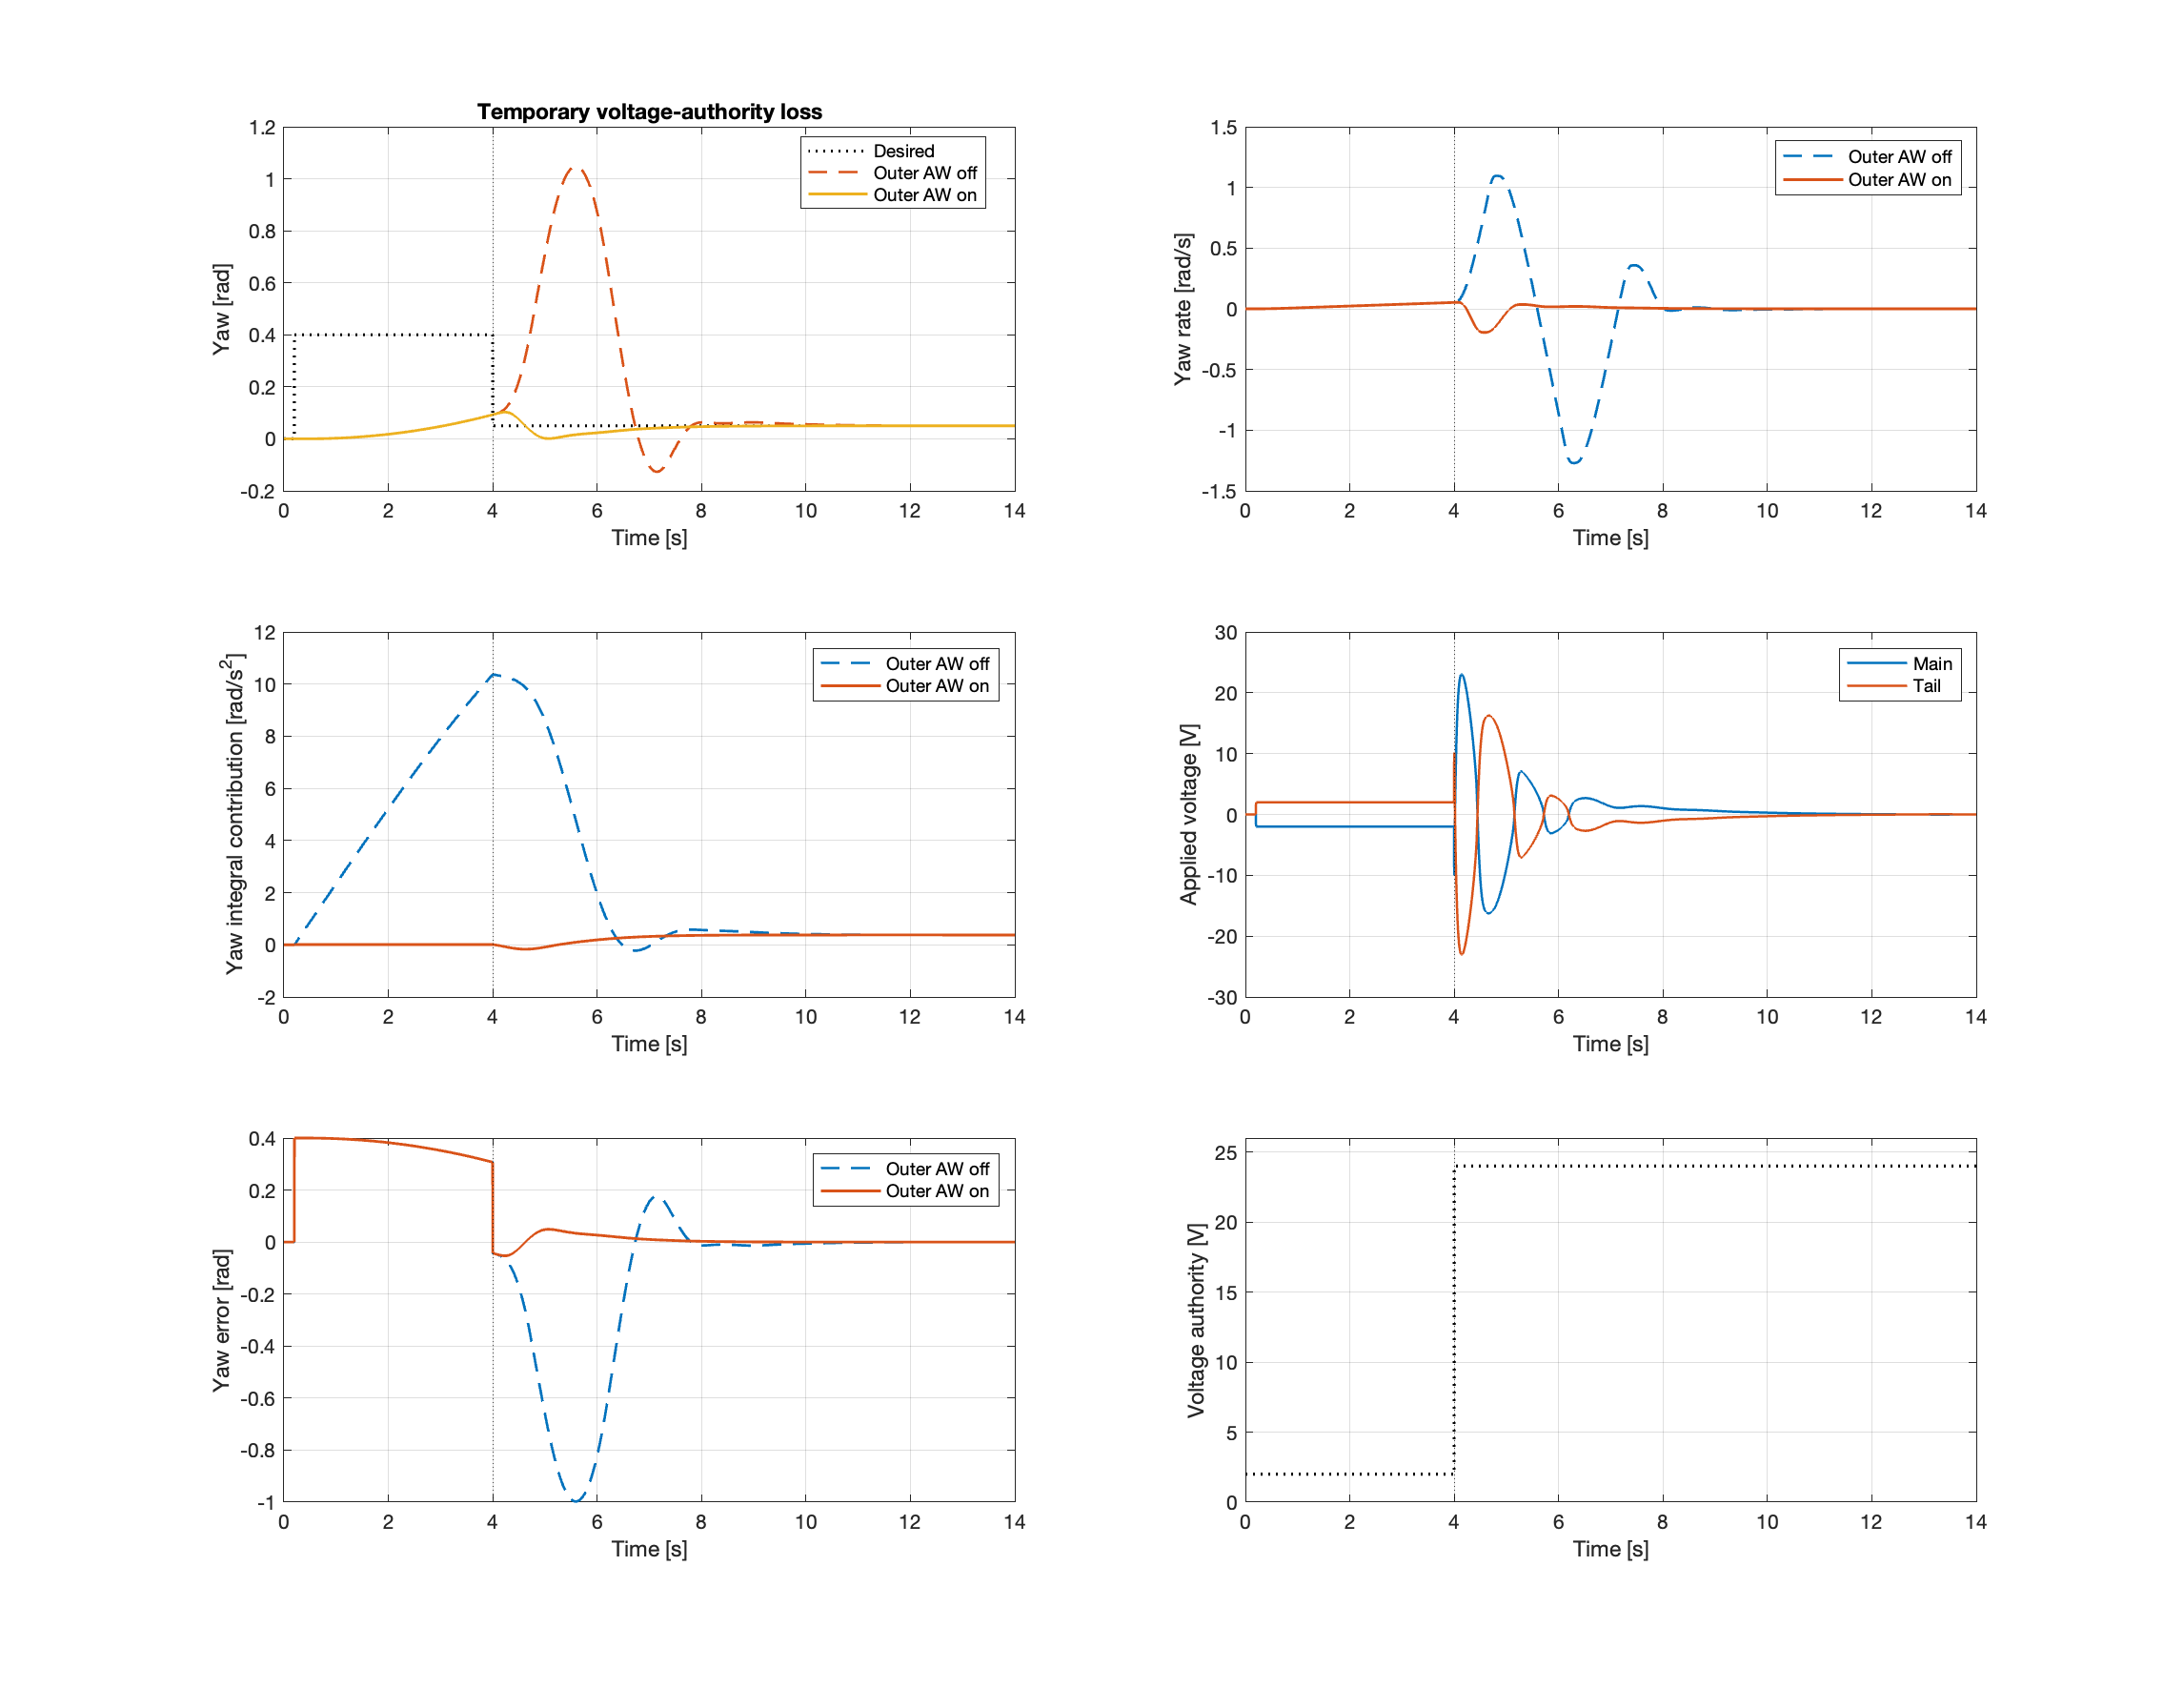 Temporary voltage-authority loss
1.2
1
0.8
0.6
0.4
0.2
0
-0.2
Yaw [rad]
Desired
Outer AW off
Outer AW on
0 2 4 6 8 10 12 14
Time [s]
1.5
1
0.5
0
-0.5
-1
-1.5
Yaw rate [rad/s]
Outer AW off
Outer AW on
0 2 4 6 8 10 12 14
Time [s]
12
10
8
6
4
2
0
-2
Yaw integral contribution [rad/s²]
Outer AW off
Outer AW on
0 2 4 6 8 10 12 14
Time [s]
30
20
10
0
-10
-20
-30
Applied voltage [V]
Main
Tail
0 2 4 6 8 10 12 14
Time [s]
0.4
0.2
0
-0.2
-0.4
-0.6
-0.8
-1
Yaw error [rad]
Outer AW off
Outer AW on
0 2 4 6 8 10 12 14
Time [s]
25
20
15
10
5
0
Voltage authority [V]
0 2 4 6 8 10 12 14
Time [s]